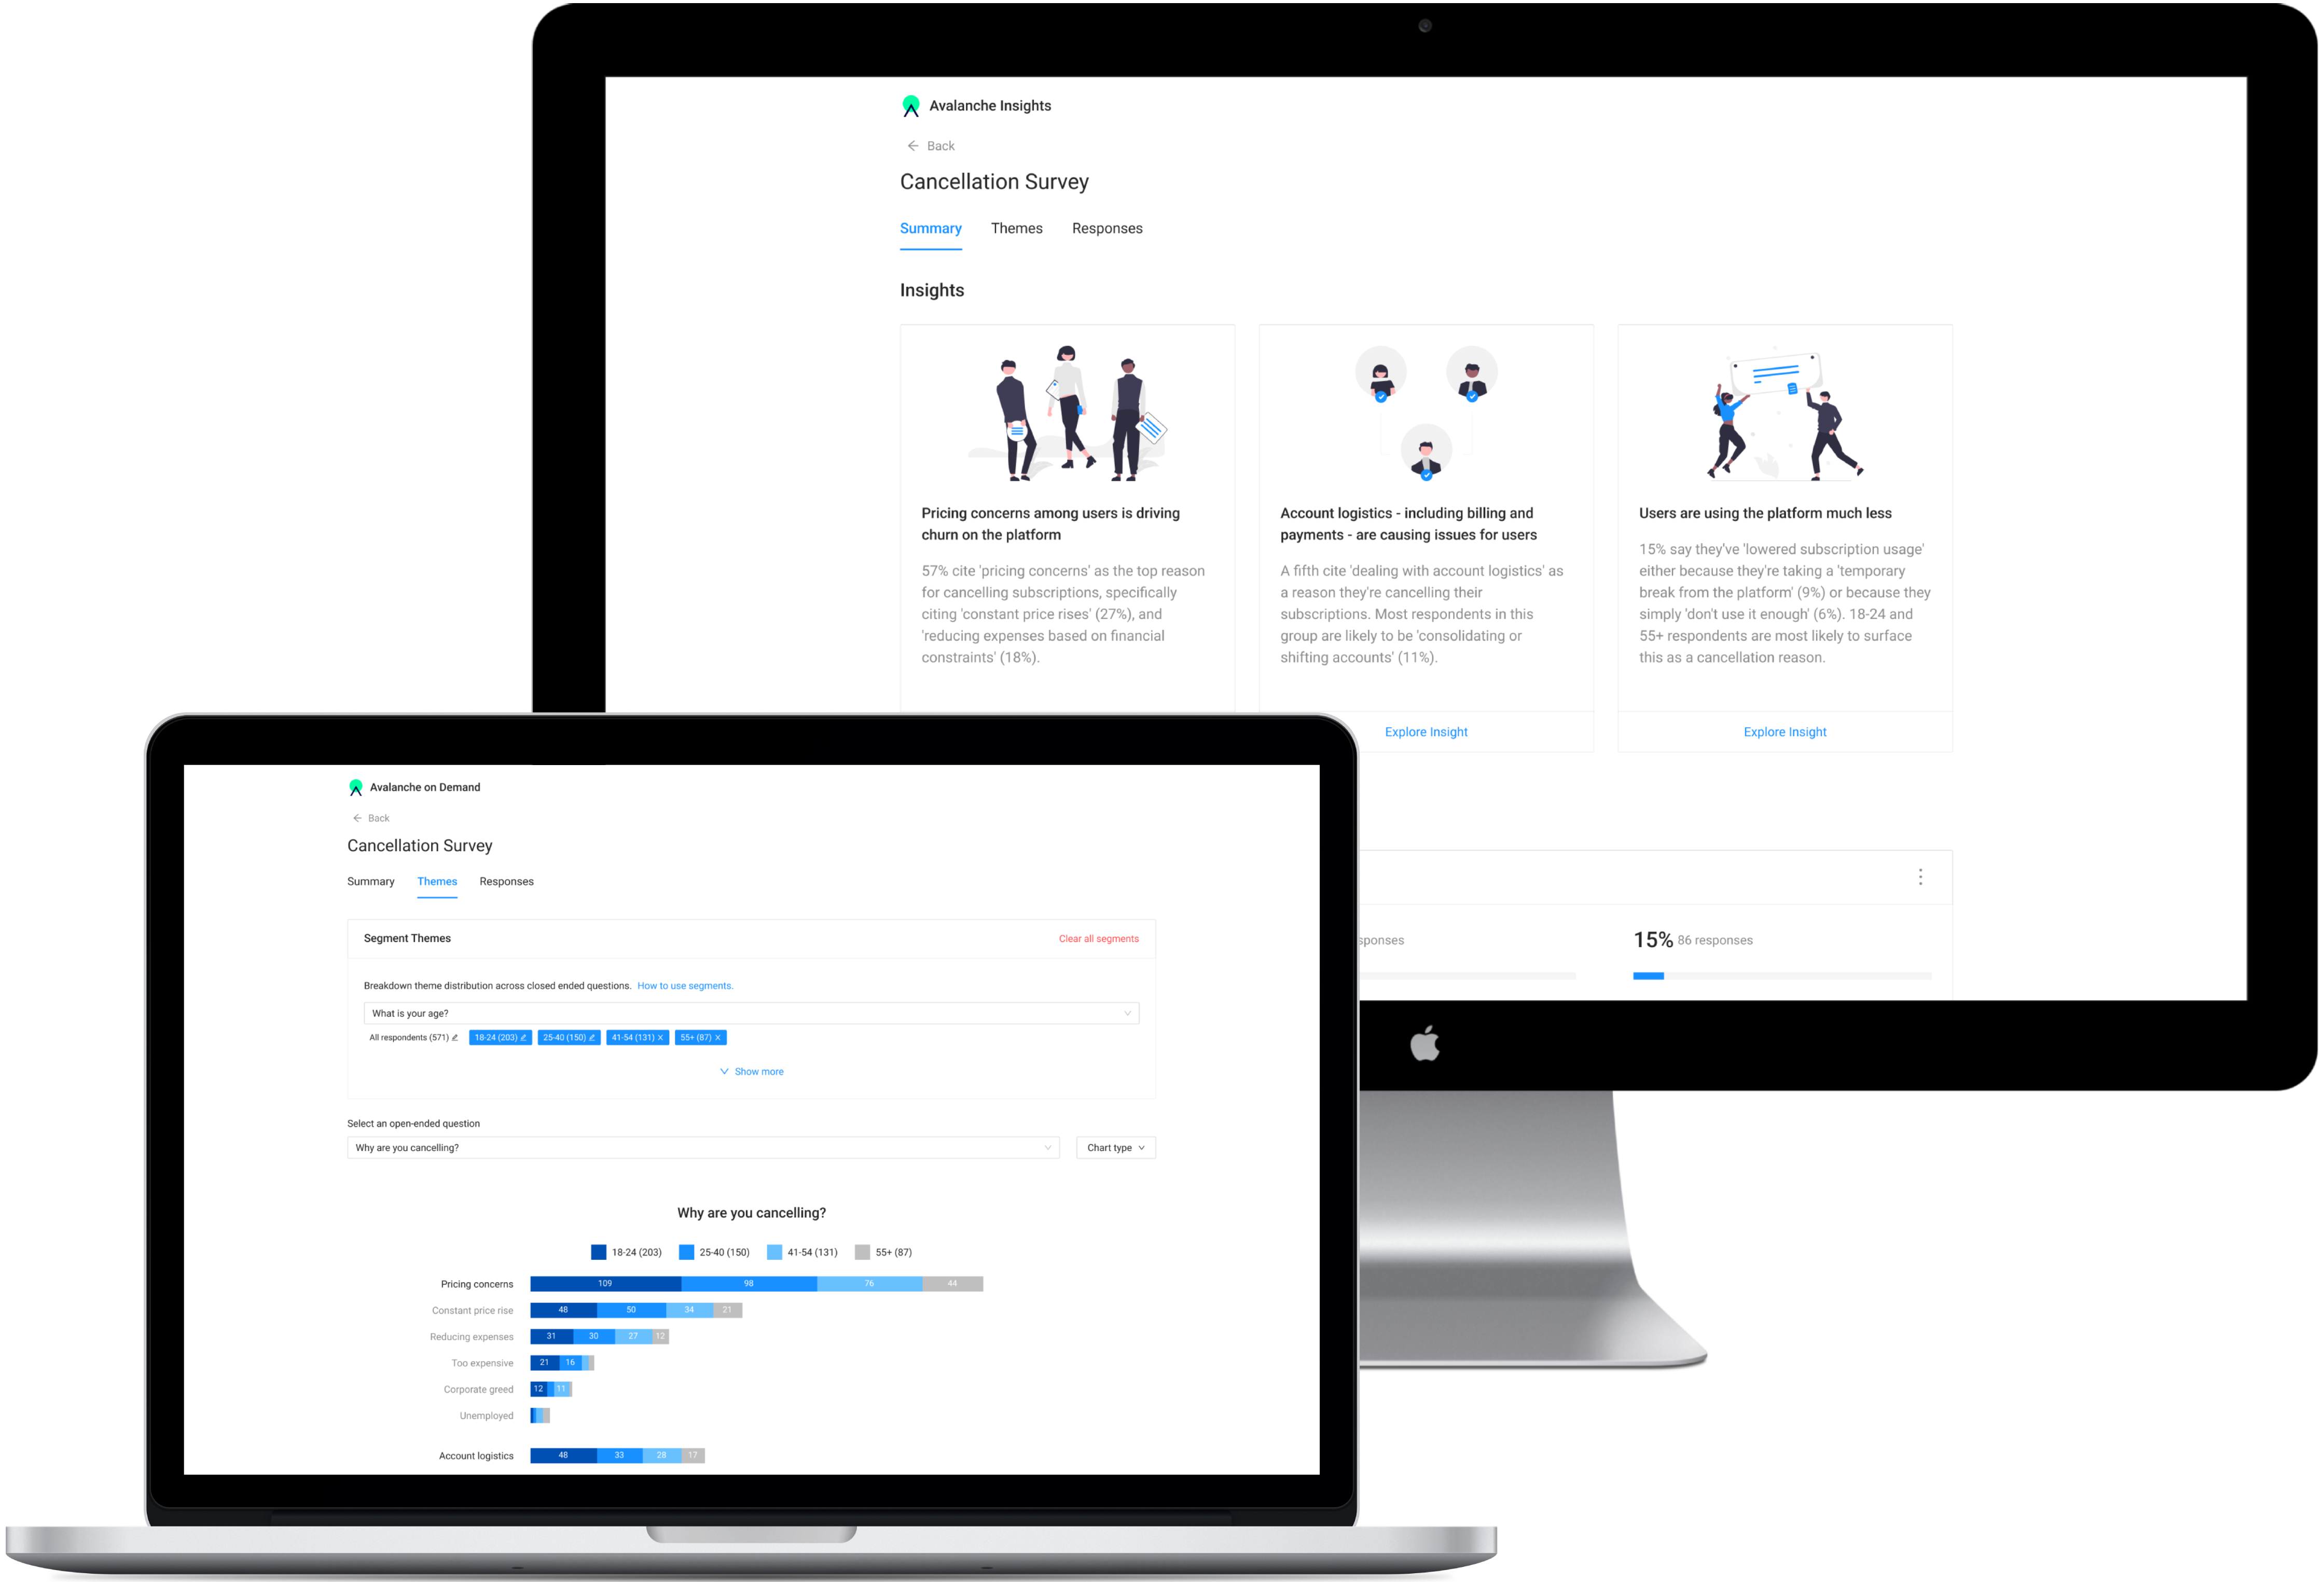 Avalanche Insights
Back
Cancellation Survey
Summary Themes Responses
Insights
Pricing concerns among users is driving
churn on the platform
57% cite 'pricing concerns' as the top reason
for cancelling subscriptions, specifically
citing 'constant price rises' (27%), and
'reducing expenses based on financial
constraints' (18%).
Account logistics - including billing and
payments - are causing issues for users
A fifth cite 'dealing with account logistics' as
a reason they're cancelling their
subscriptions. Most respondents in this
group are likely to be 'consolidating or
shifting accounts' (11%).
Explore Insight
Users are using the platform much less
15% say they've 'lowered subscription usage'
either because they're taking a 'temporary
break from the platform' (9%) or because they
simply 'don't use it enough' (6%). 18-24 and
55+ respondents are most likely to surface
this as a cancellation reason.
Explore Insight
sponses
15% 86 responses
Avalanche on Demand
Back
Cancellation Survey
Summary Themes Responses
Segment Themes Clear all segments
Breakdown theme distribution across closed ended questions. How to use segments.
What is your age?
All respondents (571) 18-24 (203) 25-40 (150) 41-54 (131) 55+ (87)
Show more
Select an open-ended question
Why are you cancelling? Chart type
Why are you cancelling?
18-24 (203) 25-40 (150) 41-54 (131) 55+ (87)
Pricing concerns 109 98 76 44
Constant price rise 48 50 34 21
Reducing expenses 31 30 27 12
Too expensive 21 16
Corporate greed 12 11
Unemployed
Account logistics 48 33 28 17